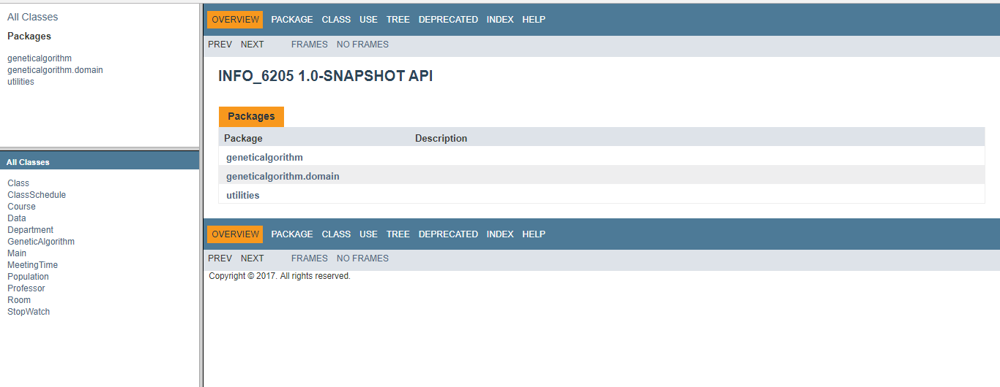 All Classes
Packages
geneticalgorithm
geneticalgorithm.domain
utilities
All Classes
Class
ClassSchedule
Course
Data
Department
GeneticAlgorithm
Main
MeetingTime
Population
Professor
Room
StopWatch
OVERVIEW PACKAGE CLASS USE TREE DEPRECATED INDEX HELP
PREV NEXT FRAMES NO FRAMES
INFO_6205 1.0-SNAPSHOT API
Packages
Package Description
geneticalgorithm
geneticalgorithm.domain
utilities
OVERVIEW PACKAGE CLASS USE TREE DEPRECATED INDEX HELP
PREV NEXT FRAMES NO FRAMES
Copyright © 2017. All rights reserved.